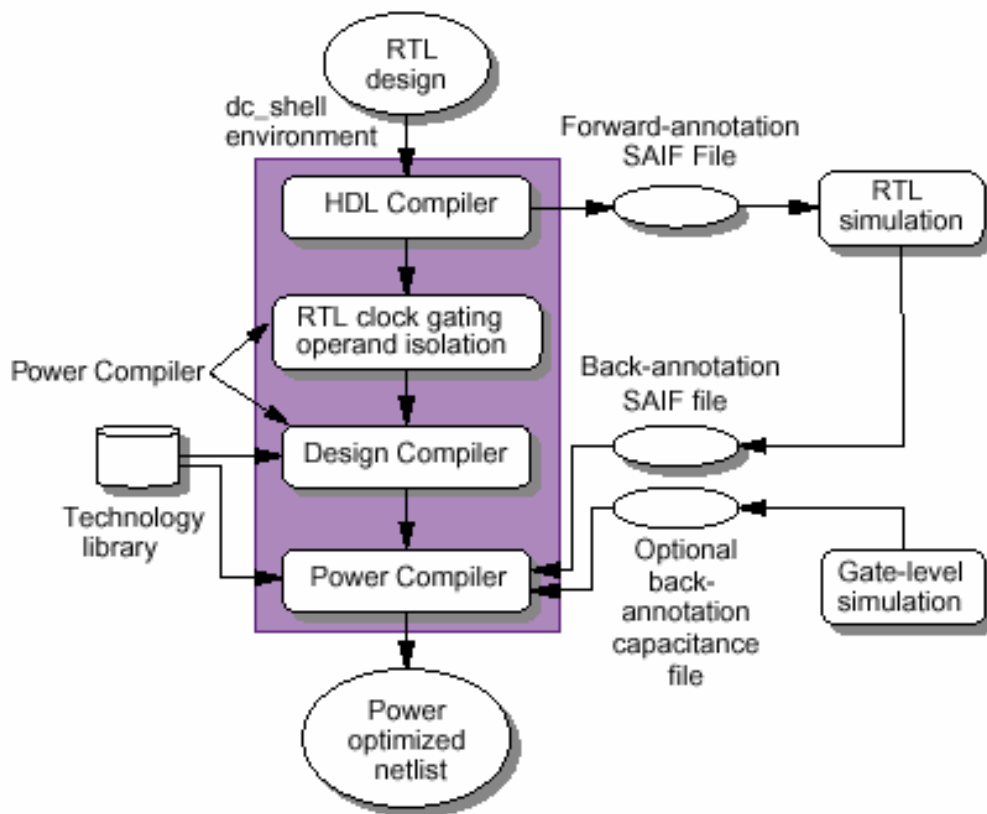 RTL
design
dc_shell
environment
Forward-annotation
SAIF File
HDL Compiler
RTL
simulation
RTL clock gating
operand isolation
Power Compiler
Back-annotation
SAIF file
Design Compiler
Technology
library
Power Compiler
Optional
back-
annotation
capacitance
file
Gate-level
simulation
Power
optimized
netlist